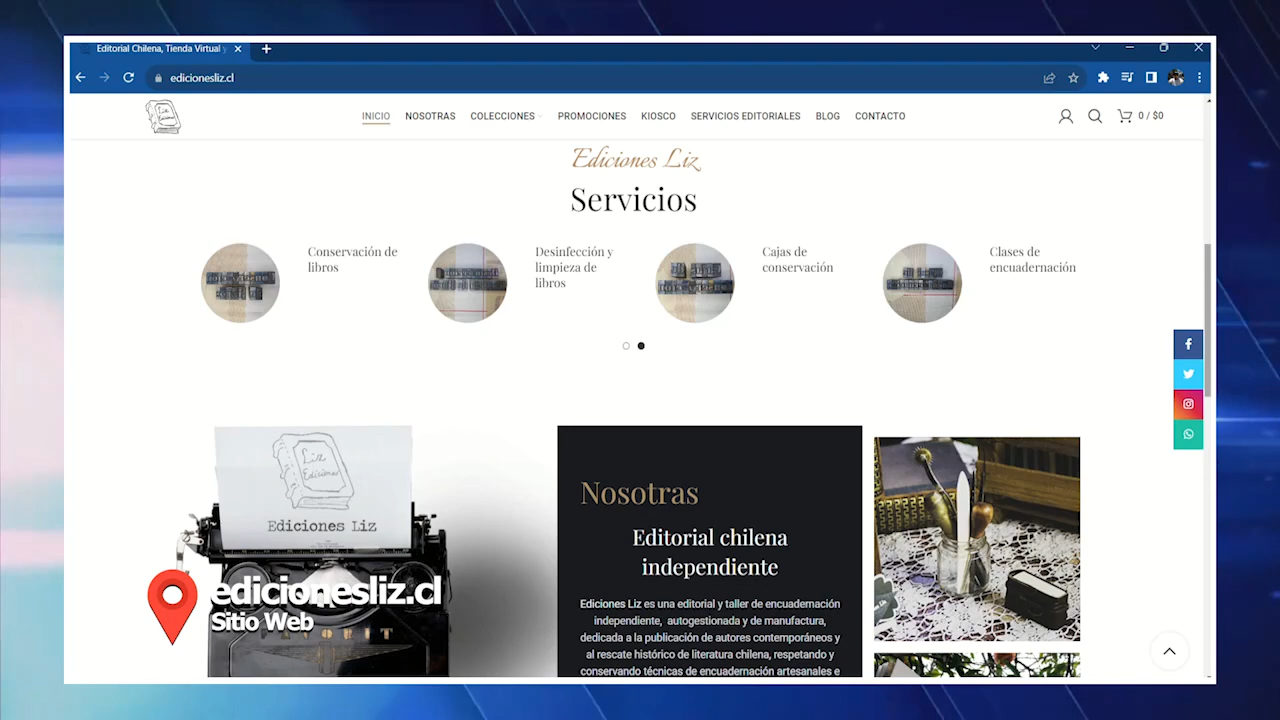 Editorial Chilena, Tienda Virtual y
edicionesliz.cl
INICIO NOSOTRAS COLECCIONES PROMOCIONES KIOSCO SERVICIOS EDITORIALES BLOG CONTACTO 0 / $0
Ediciones Liz
Servicios
Conservación de
libros
Desinfección y
limpieza de
libros
Cajas de
conservación
Clases de
encuadernación
Liz
Ediciones
Ediciones Liz
Nosotras
Editorial chilena
independiente
Ediciones Liz es una editorial y taller de encuadernación
independiente, autogestionada y de manufactura,
dedicada a la publicación de autores contemporáneos y
al rescate histórico de literatura chilena, respetando y
conservando técnicas de encuadernación artesanales e
edicionesliz.cl
Sitio Web